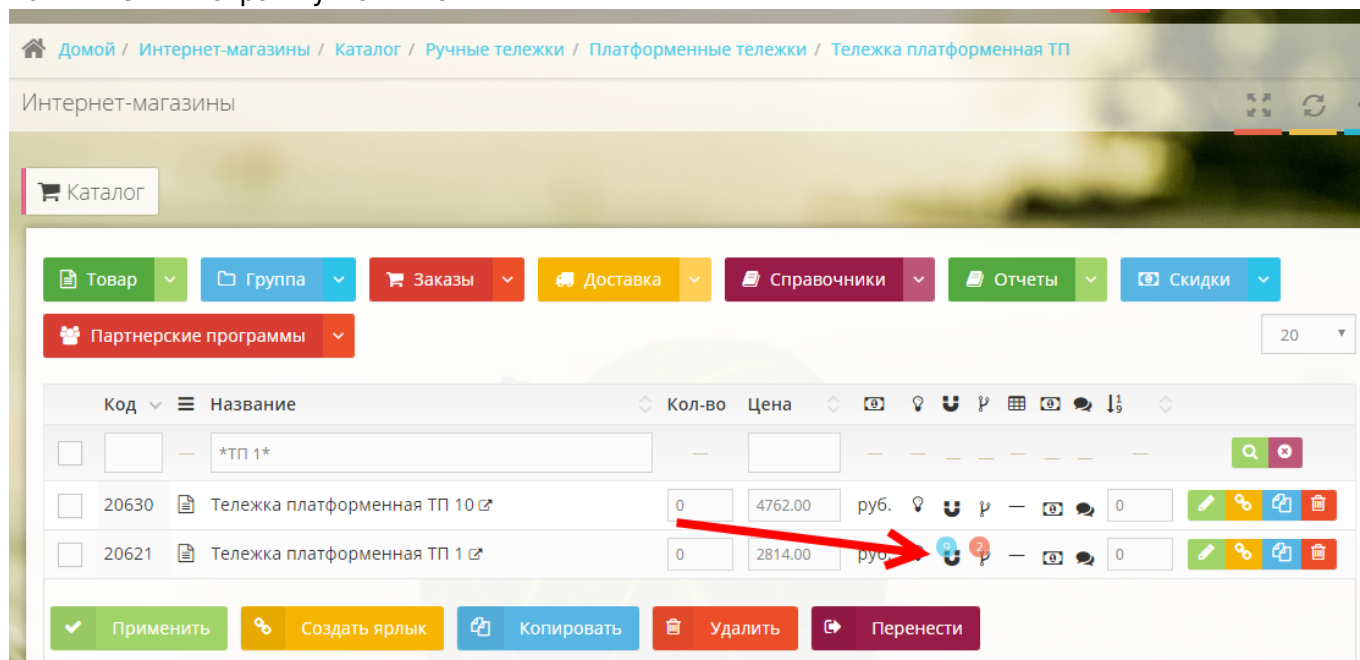 Домой / Интернет-магазины / Каталог / Ручные тележки / Платформенные тележки / Тележка платформенная ТП
Интернет-магазины
Каталог
Товар Группа Заказы Доставка Справочники Отчеты Скидки
Партнерские программы 20
Код Название Кол-во Цена
*ТП 1*
20630 Тележка платформенная ТП 10 0 4762.00 руб. 0
20621 Тележка платформенная ТП 1 0 2814.00 руб. 9 2 0
Применить Создать ярлык Копировать Удалить Перенести